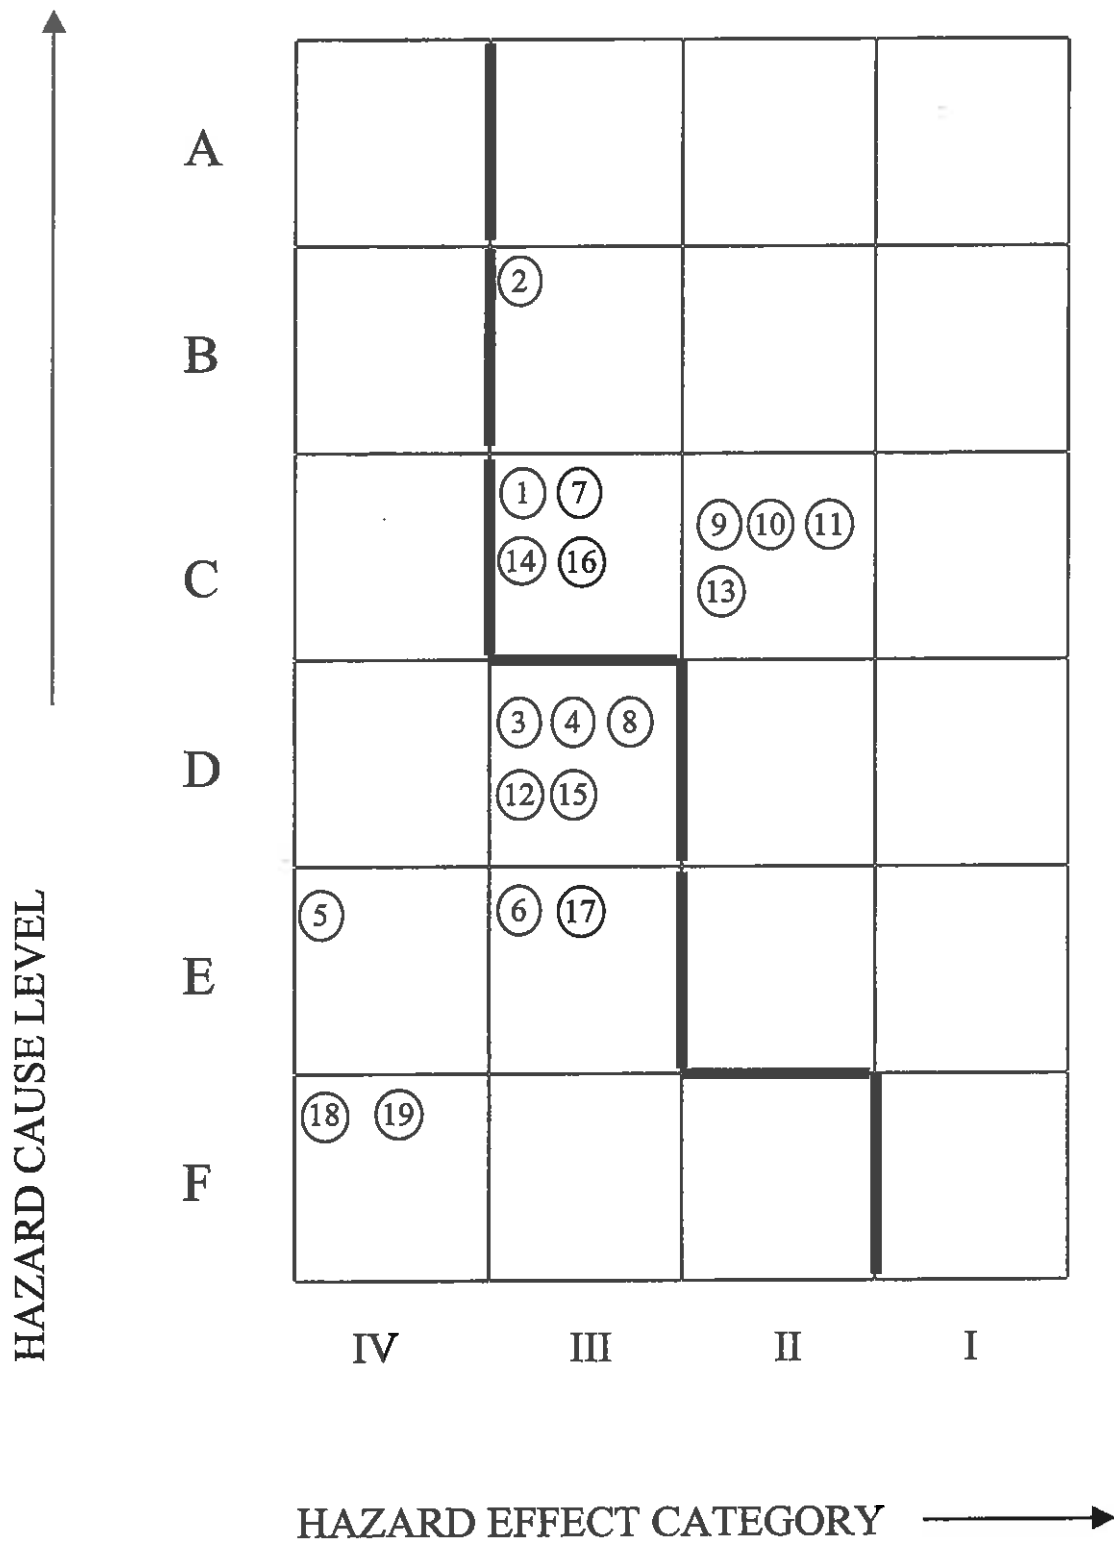 A
B
2
C
1 7
9 10 11
14 16
13
D
3 4 8
12 15
E
5
6 17
F
18 19
IV III II I
HAZARD CAUSE LEVEL
HAZARD EFFECT CATEGORY